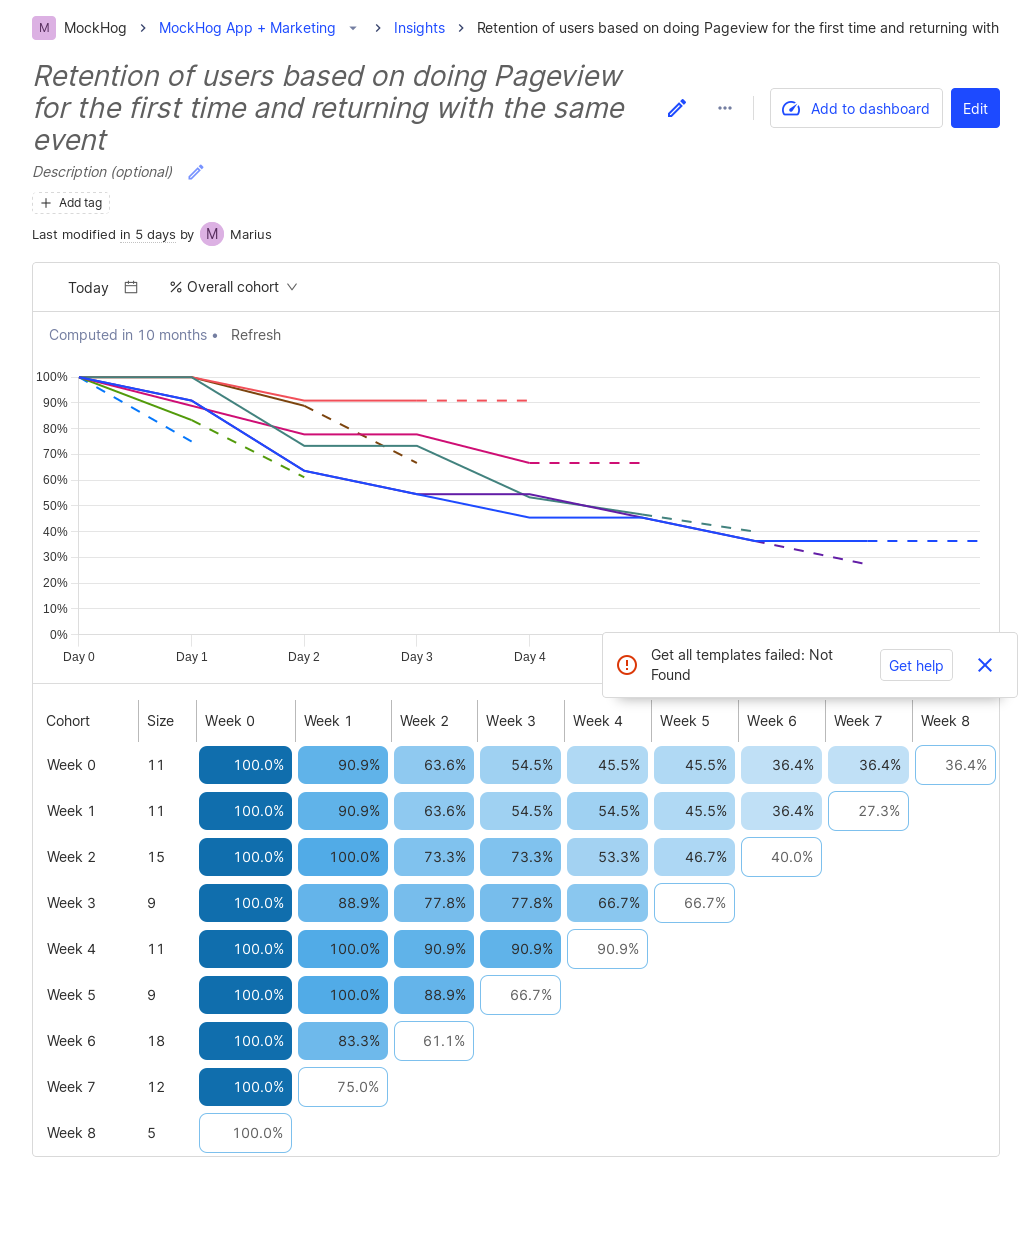 M MockHog > MockHog App + Marketing > Insights > Retention of users based on doing Pageview for the first time and returning with
Retention of users based on doing Pageview
for the first time and returning with the same
event
Add to dashboard
Edit
Description (optional)
Add tag
Last modified in 5 days by M Marius
Today % Overall cohort
Computed in 10 months • Refresh
100%
90%
80%
70%
60%
50%
40%
30%
20%
10%
0%
Day 0 Day 1 Day 2 Day 3 Day 4
Get all templates failed: Not
Found
Get help
Cohort Size Week 0 Week 1 Week 2 Week 3 Week 4 Week 5 Week 6 Week 7 Week 8
Week 0 11 100.0% 90.9% 63.6% 54.5% 45.5% 45.5% 36.4% 36.4% 36.4%
Week 1 11 100.0% 90.9% 63.6% 54.5% 54.5% 45.5% 36.4% 27.3%
Week 2 15 100.0% 100.0% 73.3% 73.3% 53.3% 46.7% 40.0%
Week 3 9 100.0% 88.9% 77.8% 77.8% 66.7% 66.7%
Week 4 11 100.0% 100.0% 90.9% 90.9% 90.9%
Week 5 9 100.0% 100.0% 88.9% 66.7%
Week 6 18 100.0% 83.3% 61.1%
Week 7 12 100.0% 75.0%
Week 8 5 100.0%